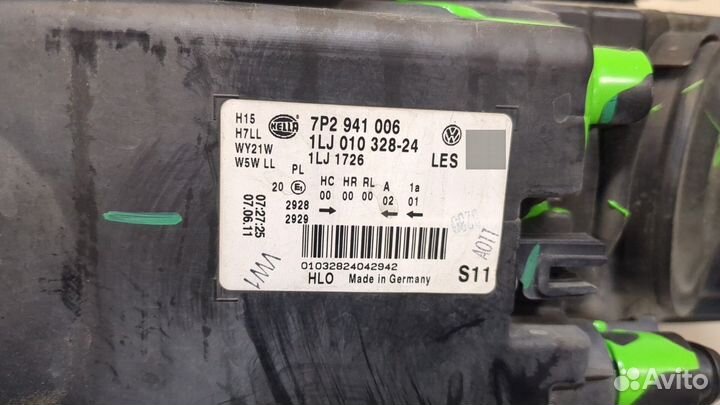 H15
H7LL
WY21W
W5W LL
HELLA
7P2 941 006
1LJ 010 328-24
1LJ 1726
LES
PL
20 E1
HC HR RL A 1a
00 00 00 02 01
2928
2929
07:27:25
07.06.11
01032824042942
HLO Made in Germany
S11
A011
Avito